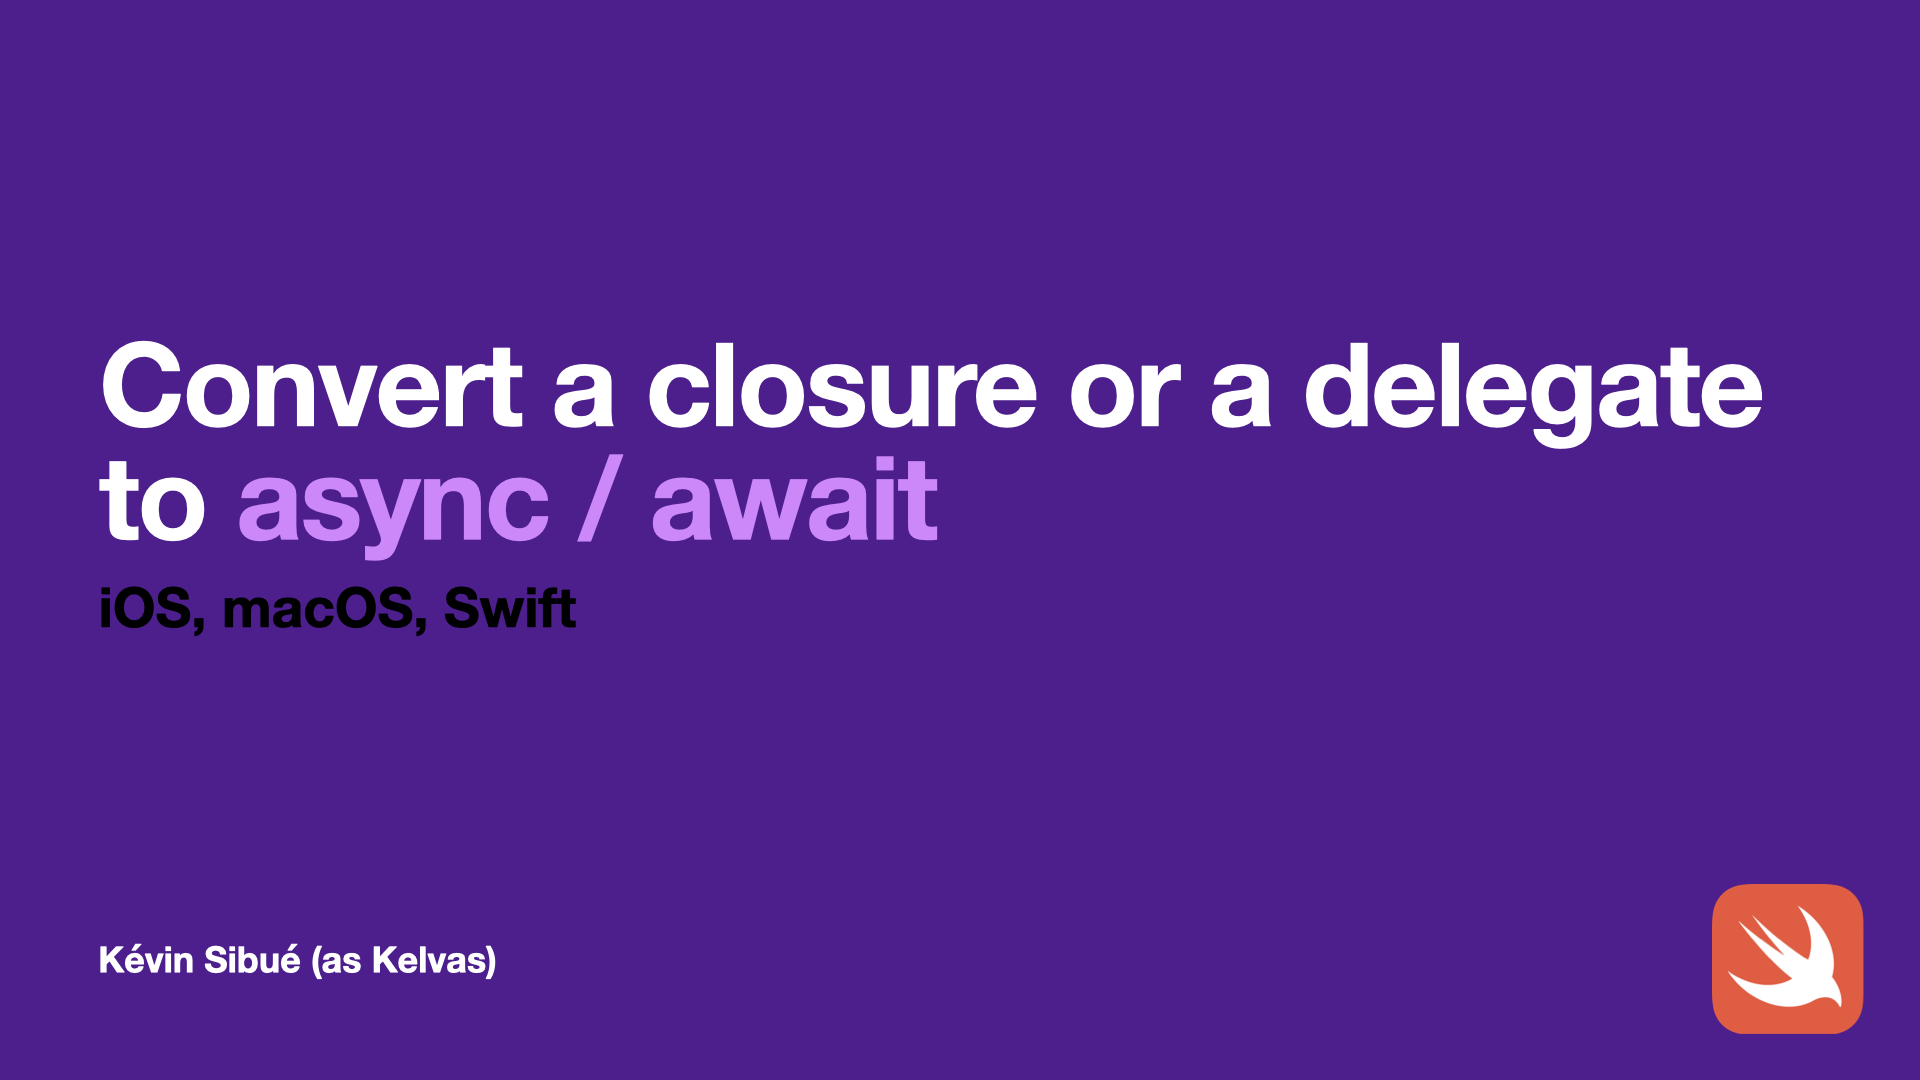 Convert a closure or a delegate
to async / await
iOS, macOS, Swift
Kévin Sibué (as Kelvas)